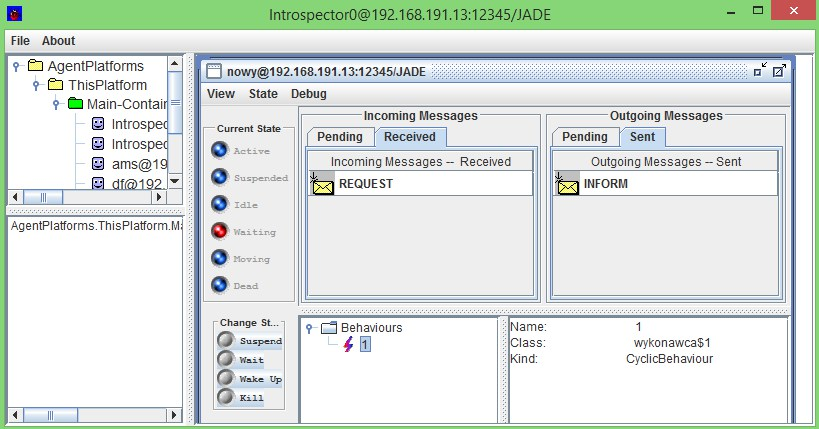 Introspector0@192.168.191.13:12345/JADE
File About
AgentPlatforms
ThisPlatform
Main-Contain
Introspec
Introspec
ams@19
df@192.
AgentPlatforms.ThisPlatform.Ma
nowy@192.168.191.13:12345/JADE
View State Debug
Current State
Active
Suspended
Idle
Waiting
Moving
Dead
Change St...
Suspend
Wait
Wake Up
Kill
Incoming Messages
Pending Received
Incoming Messages -- Received
REQUEST
Outgoing Messages
Pending Sent
Outgoing Messages -- Sent
INFORM
Behaviours
1
Name: 1
Class: wykonawca$1
Kind: CyclicBehaviour